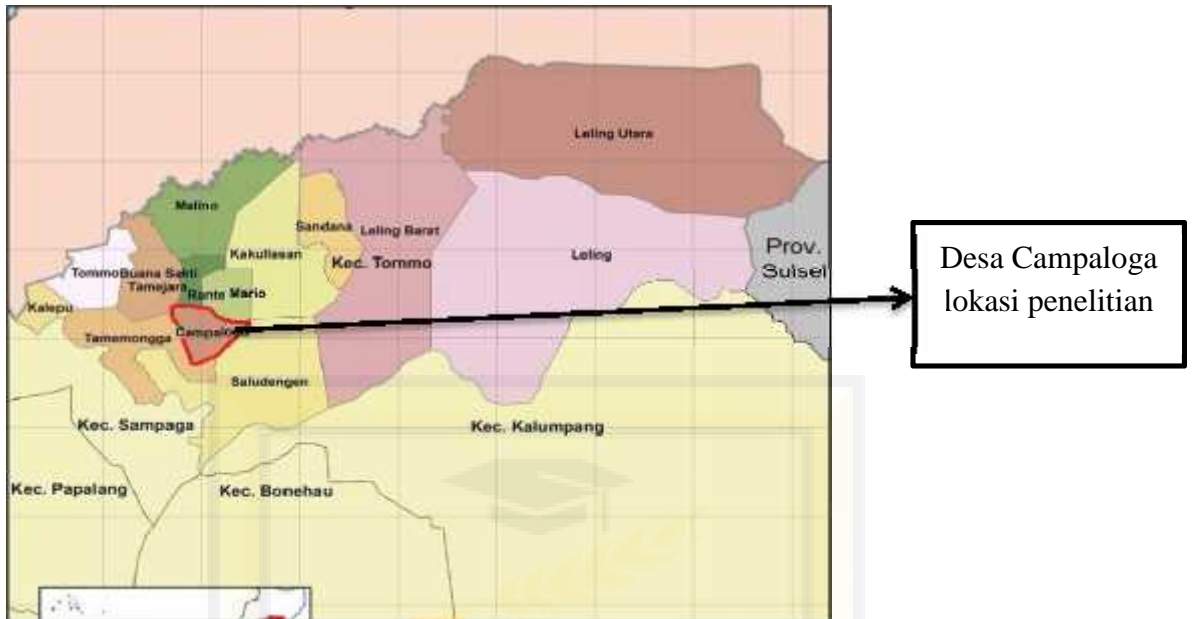 Leling Utara
Malino
Sandana
Leling Barat
Kakullasan
Kec. Tommo
Leling
Prov.
Sulsel
Tommo
Buana Sakti
Tamejara
Rante Mario
Kalepu
Tamemongga
Campaloga
Saludengen
Kec. Sampaga
Kec. Kalumpang
Kec. Papalang
Kec. Bonehau
Desa Campaloga
lokasi penelitian